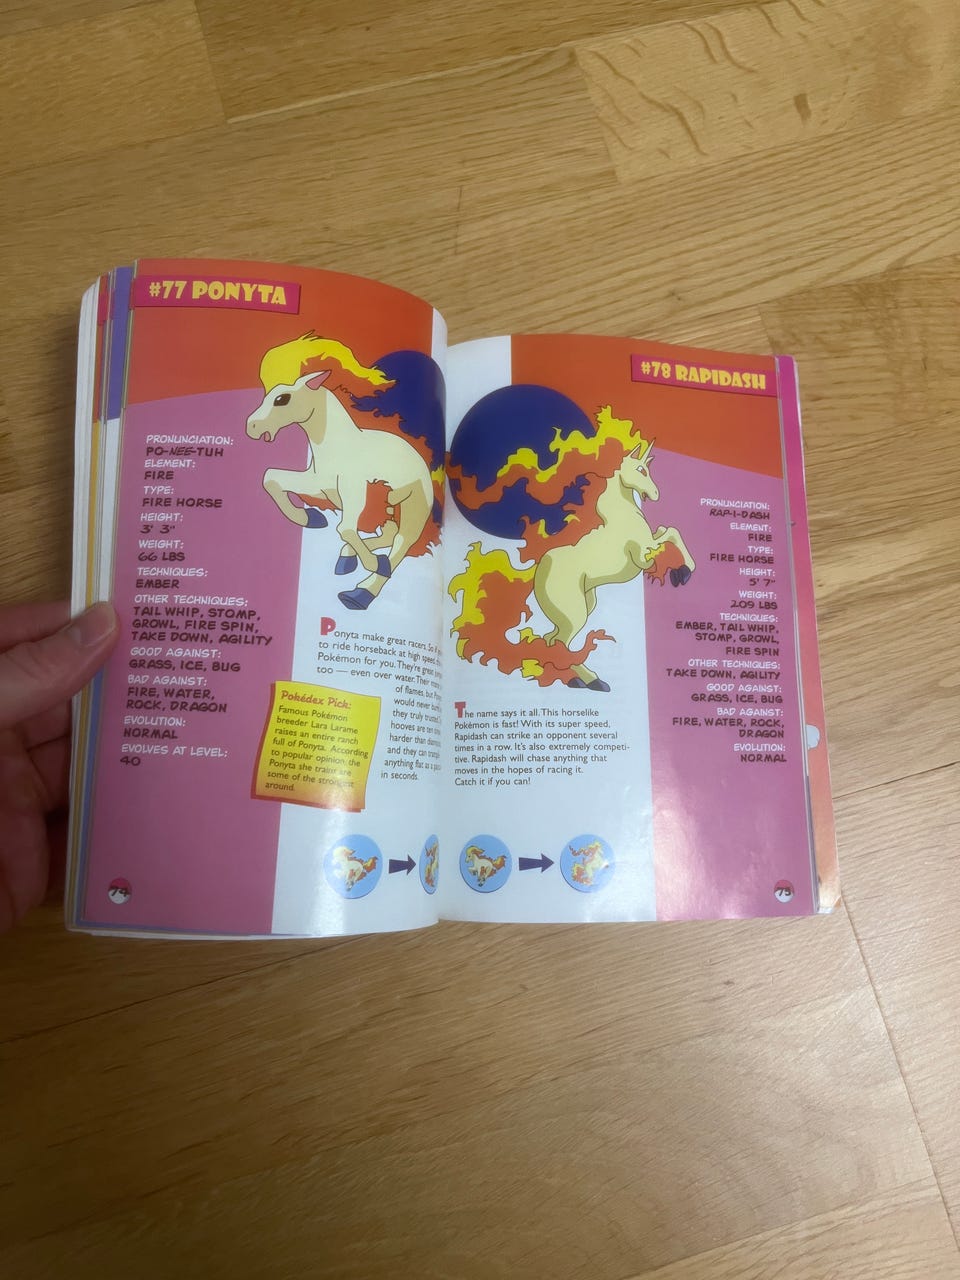 #77 PONYTA
PRONUNCIATION:
PO-NEE-TUH
ELEMENT:
FIRE
TYPE:
FIRE HORSE
HEIGHT:
3' 3"
WEIGHT:
66 LBS
TECHNIQUES:
EMBER
OTHER TECHNIQUES:
TAIL WHIP, STOMP,
GROWL, FIRE SPIN,
TAKE DOWN, AGILITY
GOOD AGAINST:
GRASS, ICE, BUG
BAD AGAINST:
FIRE, WATER,
ROCK, DRAGON
EVOLUTION:
NORMAL
EVOLVES AT LEVEL:
40
Ponyta make great racers. So if
to ride horseback at high speed,
Pokémon for you. They're great
too — even over water. Their
of flames, but
would never burn
they truly trusted.
hooves are ten
harder than
and they can
anything flat as a
in seconds.
Pokédex Pick:
Famous Pokémon
breeder Lara Larame
raises an entire ranch
full of Ponyta. According
to popular opinion, the
Ponyta she trains are
some of the strongest
around.
74
#78 RAPIDASH
PRONUNCIATION:
RAP-I-DASH
ELEMENT:
FIRE
TYPE:
FIRE HORSE
HEIGHT:
5' 7"
WEIGHT:
209 LBS
TECHNIQUES:
EMBER, TAIL WHIP,
STOMP, GROWL,
FIRE SPIN
OTHER TECHNIQUES:
TAKE DOWN, AGILITY
GOOD AGAINST:
GRASS, ICE, BUG
BAD AGAINST:
FIRE, WATER, ROCK,
DRAGON
EVOLUTION:
NORMAL
The name says it all. This horselike
Pokémon is fast! With its super speed,
Rapidash can strike an opponent several
times in a row. It's also extremely competi-
tive. Rapidash will chase anything that
moves in the hopes of racing it.
Catch it if you can!
75